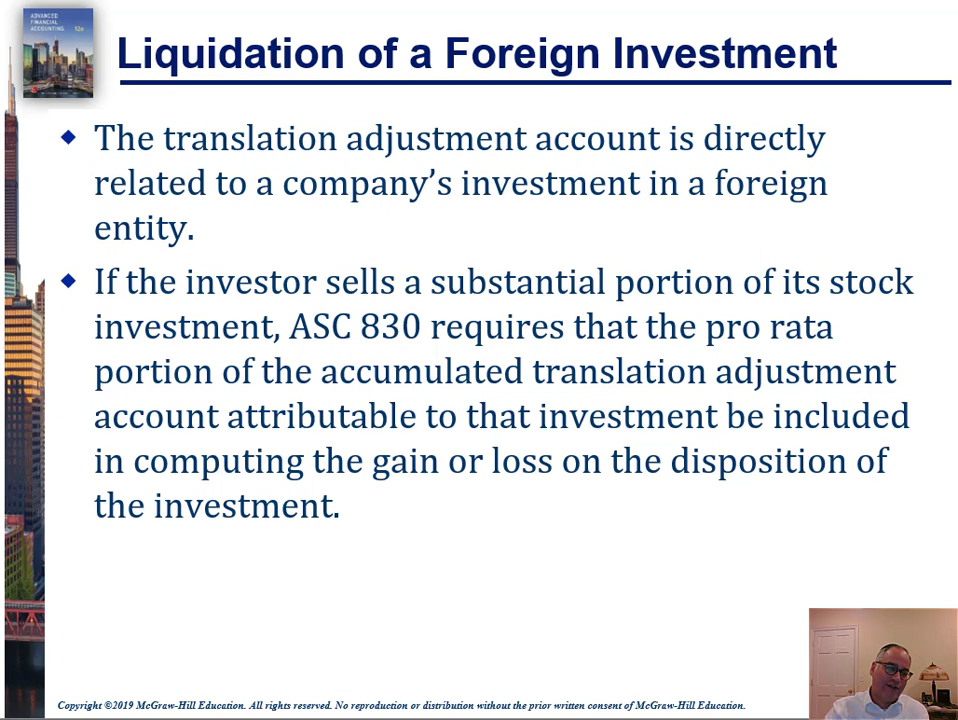 ADVANCED
FINANCIAL
ACCOUNTING
12e
Liquidation of a Foreign Investment
The translation adjustment account is directly
related to a company’s investment in a foreign
entity.
If the investor sells a substantial portion of its stock
investment, ASC 830 requires that the pro rata
portion of the accumulated translation adjustment
account attributable to that investment be included
in computing the gain or loss on the disposition of
the investment.
Copyright ©2019 McGraw-Hill Education. All rights reserved. No reproduction or distribution without the prior written consent of McGraw-Hill Education.